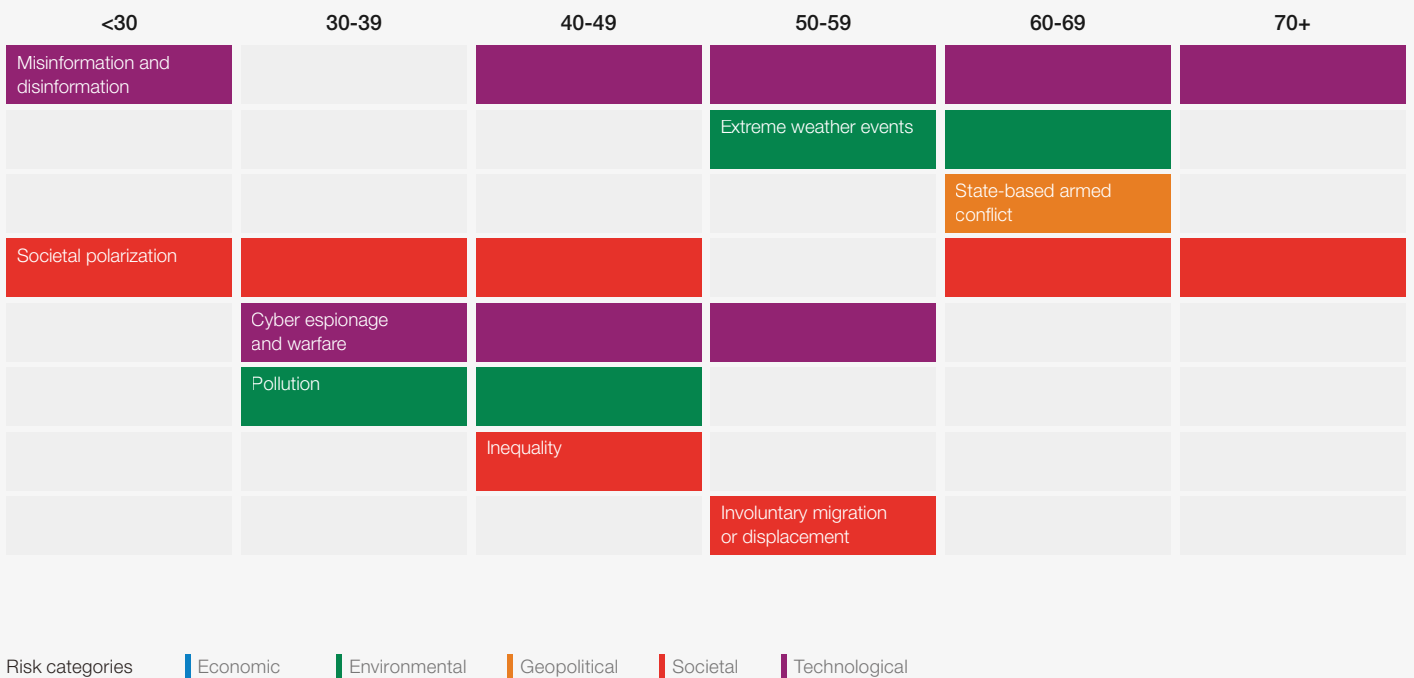 <30 30-39 40-49 50-59 60-69 70+
Misinformation and
disinformation
Extreme weather events
State-based armed
conflict
Societal polarization
Cyber espionage
and warfare
Pollution
Inequality
Involuntary migration
or displacement
Risk categories Economic Environmental Geopolitical Societal Technological